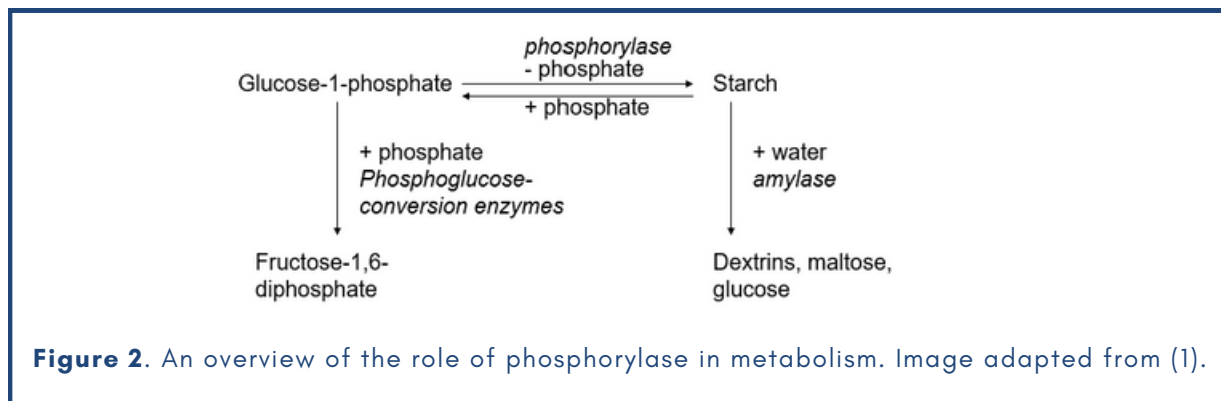 phosphorylase
- phosphate
Glucose-1-phosphate
Starch
+ phosphate
+ phosphate
Phosphoglucose-
conversion enzymes
+ water
amylase
Fructose-1,6-
diphosphate
Dextrins, maltose,
glucose
Figure 2. An overview of the role of phosphorylase in metabolism. Image adapted from (1).